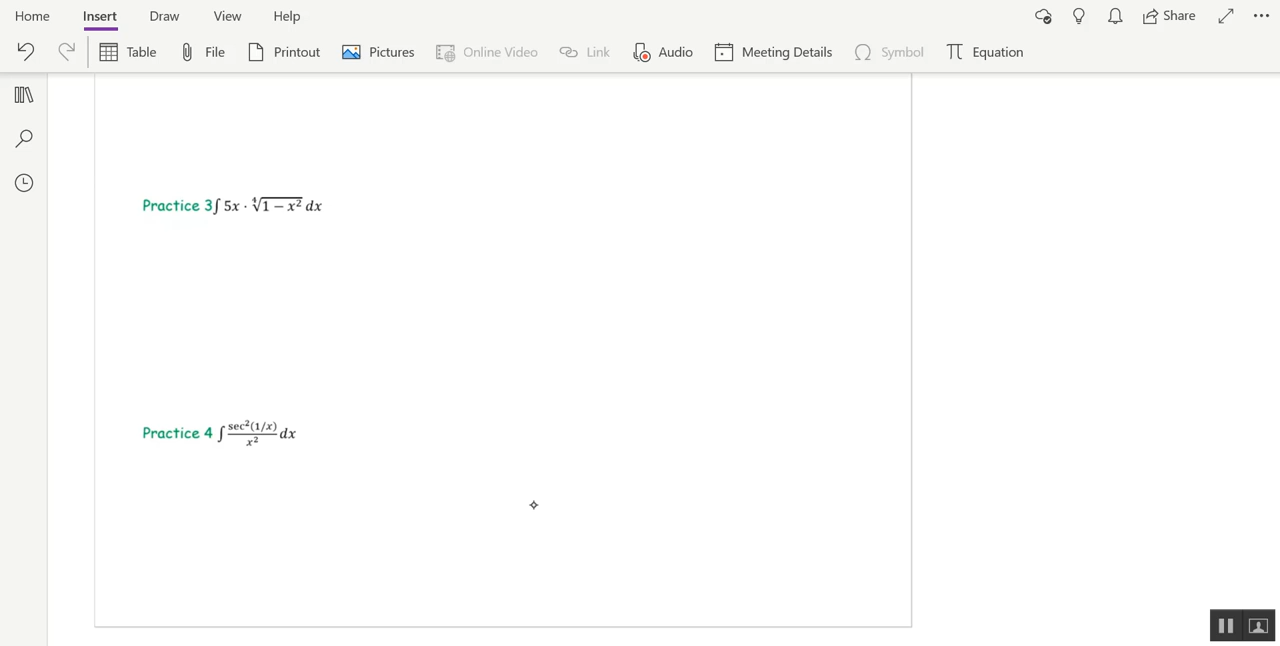 Home Insert Draw View Help Share
Table File Printout Pictures Online Video Link Audio Meeting Details Symbol Equation
Practice 3∫ 5x · ∜(1 − x²) dx
Practice 4 ∫ sec²(1/x)/x² dx